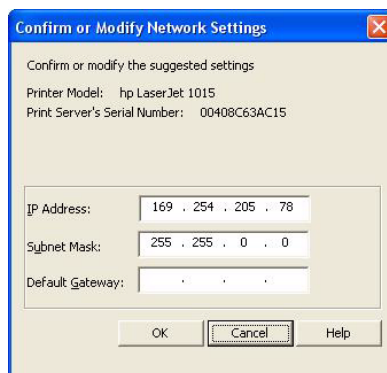 Confirm or Modify Network Settings
Confirm or modify the suggested settings
Printer Model: hp LaserJet 1015
Print Server's Serial Number: 00408C63AC15
IP Address: 169 . 254 . 205 . 78
Subnet Mask: 255 . 255 . 0 . 0
Default Gateway: . . .
OK Cancel Help